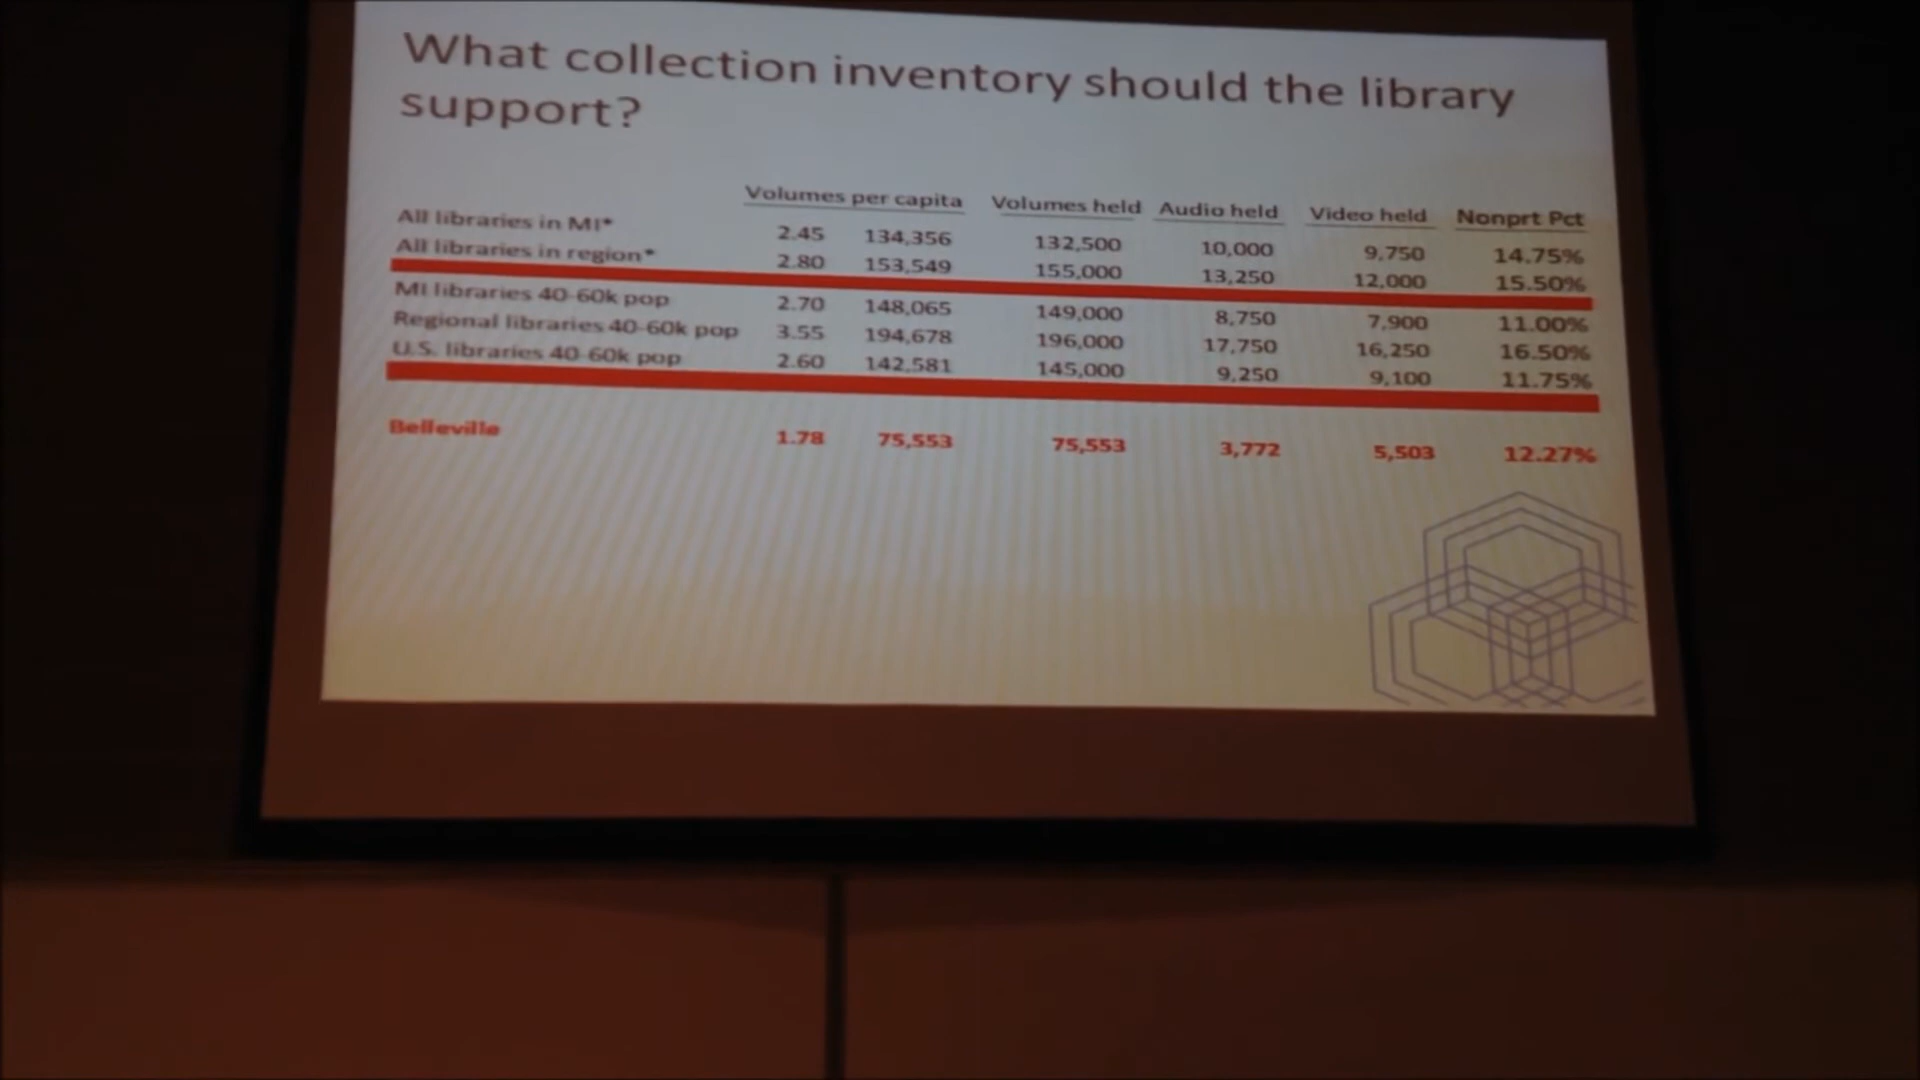 What collection inventory should the library
support?
Volumes per capita Volumes held Audio held Video held Nonprt Pct
All libraries in MI* 2.45 134,356 132,500 10,000 9,750 14.75%
All libraries in region* 2.80 153,549 155,000 13,250 12,000 15.50%
MI libraries 40-60k pop 2.70 148,065 149,000 8,750 7,900 11.00%
Regional libraries 40-60k pop 3.55 194,678 196,000 17,750 16,250 16.50%
U.S. libraries 40-60k pop 2.60 142,581 145,000 9,250 9,100 11.75%
Belleville 1.78 75,553 75,553 3,772 5,503 12.27%